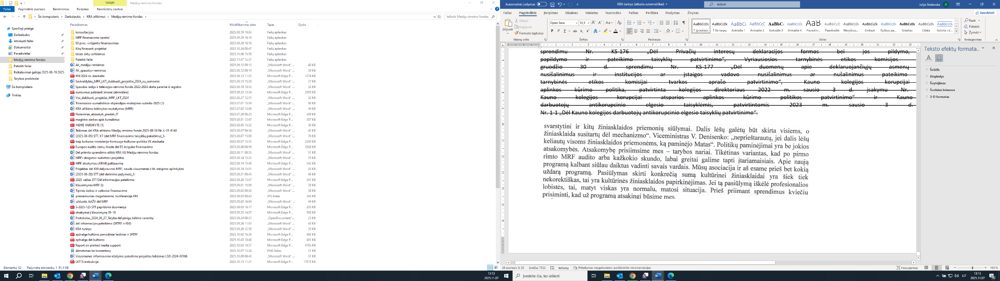 Valdyti
Medijų rėmimo fondas
Failas
Pagrindinis puslapis
Bendrinimas
Rodymas
Paveikslėlių įrankiai
Šis kompiuteris
Darbalaukis
KRA atlikimui
Medijų rėmimo fondas
Ieškoti: Medijų rėmimo fondas
Sparčioji prieiga
Darbalaukis
Atsisiųsti failai
Dokumentai
Paveikslėliai
Medijų rėmimo fondas
Pateikti failai
Reikalavimai galioję 2025-08-19 2025-
Tarybos protokolai
Šis kompiuteris
Tinklas
Pavadinimas Modifikavimo data Tipas Dydis
konsultacijos 2025.08.19 10:03 Failų aplankas
MRF finansavimo sąrašai 2025.09.29 16:18 Failų aplankas
90 proc. viršijantis finansavimas 2025.09.29 16:18 Failų aplankas
Kitų finasuoti projektai 2025.10.24 08:47 Failų aplankas
teisės aktų vertinimas 2025.11.06 15:56 Failų aplankas
Pateikti failai 2025.11.07 12:37 Failų aplankas
AV_mediju+remimas 2025.06.12 09:13 „Microsoft Word“ ... 40 KB
AV_spaudos+remimas 2025.06.12 09:14 „Microsoft Word“ ... 59 KB
KM 2024 m. ataskaita 2025.06.13 11:23 Microsoft Edge P... 1274 KB
Savivaldybiu_MRF_LKT_dubliuoti_projektai_2024_su_sumomis 2025.06.13 15:26 „Microsoft Word“ ... 27 KB
Spaudos radijo ir televizijos rėmimo fondo 2022-2024 skirta parama iš registro 2025.06.18 10:53 „Microsoft Word“ ... 32 KB
sunkumus patirianti įmonė (atmintinė) 2025.06.23 13:34 Microsoft Edge P... 2095 KB
Visi_dubliuoti_projektai_MRF_LKT_2024 2025.06.27 12:51 „Microsoft Word“ ... 32 KB
Tiriamosios-zurnalistikos-stipendijos-mokejimo-sutartis-2025 (1) 2025.07.01 15:59 „Microsoft Word“ ... 60 KB
KRA atlikimo būtinybės nustatymas (MRF) 2025.07.02 13:08 „Microsoft Word“ ... 44 KB
Nutarimas_atsisakyti_pradeti_IT 2025.07.28 08:25 Microsoft Edge P... 269 KB
magistro darbas apie žurnalistus 2025.08.01 12:47 Microsoft Edge P... 387 KB
INDRĖ VAREIKYTĖ (1) 2025.08.05 13:25 Microsoft Edge P... 30 KB
Teikimas dėl KRA atlikimo Medijų rėmimo fonde 2025-08-08 Nr. L-01-6148 2025.08.07 09:34 „Microsoft Word“ ... 42 KB
(2025-08-05) STT, KT (dėl MRF finansavimo taisyklių pakeitimų)_S- 2025.08.07 15:09 „Microsoft Word“ ... 70 KB
kaip kulturos-ministerija-formuoja-kulturos-politika VK ataskaita 2025.08.07 15:55 Microsoft Edge P... 2200 KB
Europos audito rūmų išvada dėl ES dvigubo finansavimo 2025.08.08 08:56 Microsoft Edge P... 2008 KB
Dėl priimto sprendimo atlikti KRA VšĮ Medijų rėmimo fondas 2025.08.11 08:55 „Microsoft Word“ ... 31 KB
MRF+steigimo+sutarties+projektas 2025.08.14 13:22 „Microsoft Word“ ... 25 KB
MRF atsakymas į KRAB paklausimą 2025.08.14 13:48 Microsoft Edge P... 542 KB
Projektas dėl KM dalyvavimo MRF, nauda visuomenei ir kt. steigimo aplinkybės 2025.08.14 15:01 „Microsoft Word“ ... 43 KB
(2025-08-20) STT (dėl derinimo pažymos)_S- 2025.08.21 09:43 „Microsoft Word“ ... 48 KB
2025 raštas STT Dėl informacijos pateikimo 2025.08.26 15:47 Microsoft Edge P... 541 KB
Klausimynas MRF (I) 2025.09.01 15:08 „Microsoft Word“ ... 28 KB
Tipinės rizikos ir veiksniai finansavime 2025.09.02 09:30 „Microsoft Word“ ... 38 KB
prienamumas neįgaliesiems, konferencija KM 2025.09.03 08:43 JPG failas 343 KB
užduotis AAŽV dėl MRF 2025.09.03 16:04 „Microsoft Word“ ... 44 KB
S-2025-123 STT papildomi duomenys 2025.09.03 16:17 Microsoft Edge P... 205 KB
atsakymai į klausimyną 09-18 2025.09.23 14:07 Microsoft Edge P... 590 KB
Protokolas_2024_06_27_Taryba dėl pinigų kėlimo varaintų 2025.09.24 08:37 „OpenDocument“... 25 KB
dėl informacijos pateikimo (SRTRF ir KM) 2025.09.26 11:03 „Microsoft Word“ ... 43 KB
KRA turinys 2025.09.26 12:56 „Microsoft Word“ ... 33 KB
apžvalga kultūros periodiniai leidiniai ir SRTRF 2025.10.02 16:36 Microsoft Edge P... 492 KB
apžvalga dėl kultūros 2025.10.03 10:48 Microsoft Edge P... 481 KB
Report on printed media support 2025.10.03 10:57 Microsoft Edge P... 4795 KB
Atmetimas be komentarų 2025.10.07 13:24 PNG failas 21 KB
Visuomenes informavimo istatymo pakeitimo projektas lobizmas LSD-2024-00166 2025.10.09 08:43 „Microsoft Word“ ... 31 KB
LKT IS instrukcija 2025.10.13 11:21 Microsoft Edge P... 17873 KB
Elementų: 62 Pažymėta elementų: 1 91,4 KB
13:13
2025.11.07
Automatinis įrašymas
KRA turinys (atkurta automatiškai)
Ieškoti
Julija Staševska
JS
Failas Pagrindinis Įterpimas Dizainas Maketas Nuorodos Paštas Peržiūra Rodymas Žinynas
Bendrinti
Įklijuoti
Iškirpti
Kopijuoti
Formato teptukas
Mainų sritis
Open Sans 10,5
Šriftas
Pastraipa
¶ Įprastasis ¶ Be tarpų Antraštė 1 Antraštė 2 Antraštė 3 Antraštė 4 Pavadini... Paantraštė Neryškus... Emfazė Ryškus pa... Griežtas Citata Išskirta cit...
Stiliai
Rasti
Pakeisti
Žymėti
Redagavimas
sprendimu Nr. KS-176 „Dėl Privačių interesų deklaracijos formos bei jos pildymo,
papildymo ir pateikimo taisyklių patvirtinimo“, Vyriausiosios tarnybinės etikos komisijos
gruodžio 30 d. sprendimu Nr. KS-177 „Dėl duomenų apie deklaruojančiųjų asmenų
nusišalinimus ir institucijos ar įstaigos vadovo nusišalinimo ar nušalinimus pateikimo
tarnybinės etikos komisijai tvarkos aprašo patvirtinimo“, Kauno kolegijos korupcijai
aplinkos kūrimo politika, patvirtinta kolegijos direktoriaus 2022 m. sausio 3 d. įsakymu Nr.
Kauno kolegijos korupcijai atsparios aplinkos kūrimo politikos patvirtinimo“ ir Kauno
darbuotojų antikorupcinio elgesio taisyklėmis, patvirtintomis 2023 m. sausio 3 d.
Nr. 1-1 „Dėl Kauno kolegijos darbuotojų antikorupcinio elgesio taisyklių patvirtinimo“.
svarstytini ir kitų žiniasklaidos priemonių siūlymai. Dalis lėšų galėtų būt skirta visiems, o
žiniasklaida susitartų dėl mechanizmo“. Viceministras V. Denisenko: „neprieštarautų, jei dalis lėšų
keliautų visoms žiniasklaidos priemonėms, ką paminėjo Matas“. Politikų paminėjimai yra be jokios
atsakomybės. Atsakomybę prisiimsime mes – tarybos nariai. Tikėtinas variantas, kad po pirmo
rimto MRF audito arba kažkokio skundo, labai greitai galime tapti įtariamaisiais. Apie naują
programą kalbant siūlau daiktus vadinti savais vardais. Mūsų asociacija ir aš esame prieš bet kokią
uždarą programą. Pasiūlymas skirti konkrečią sumą kultūrinei žiniasklaidai yra šiek tiek
nekorektiškas, tai yra kultūrinės žiniasklaidos papirkinėjimas. Jei tą pasiūlymą iškėlė profesionalios
lobistės, tai, matyt viskas yra normalu, matosi situacija. Prieš priimant sprendimus kviečiu
prisiminti, kad už programą atsakingi būsime mes.
Teksto efektų formata..
Šešėlis
Atspindys
Švytėjimas
Švelnios briaunos
3-D formatas
28 puslapis iš 28 žodžių: 7522 lietuvių Pritaikymas neįgaliesiems: peržiūrėkite rekomendacijas
Fokusavimas
164 %
Įveskite čia, ko ieškoti
LIT
13:13
2025.11.07